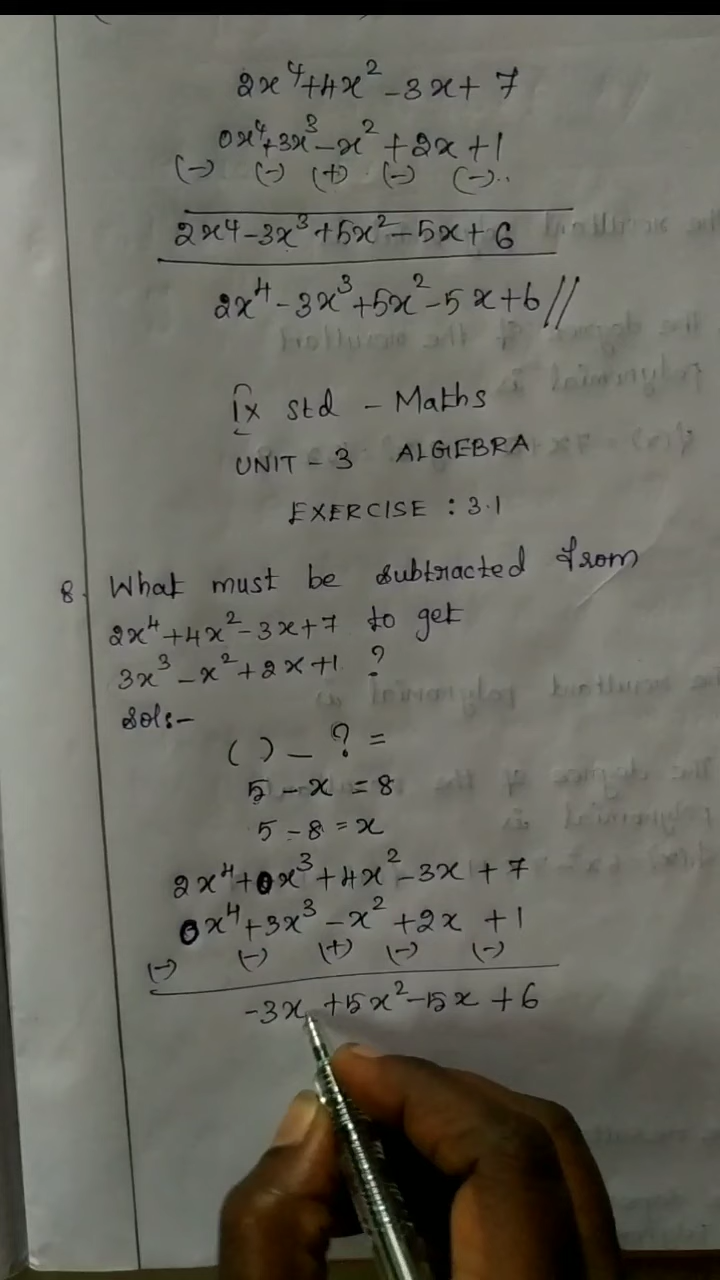 2x⁴+4x²-3x+7
0x⁴+3x³-x²+2x+1
(-) (-) (+) (-) (-)..
2x⁴-3x³+5x²-5x+6
2x⁴-3x³+5x²-5x+6//
IX std - Maths
UNIT - 3 ALGEBRA
EXERCISE : 3.1
8. What must be subtracted from
2x⁴+4x²-3x+7 to get
3x³-x²+2x+1 ?
Sol:-
( ) - ? =
5 - x = 8
5 - 8 = x
2x⁴+0x³+4x²-3x+7
0x⁴+3x³-x²+2x+1
(-) (-) (+) (-) (-)
-3x +5x²-5x+6